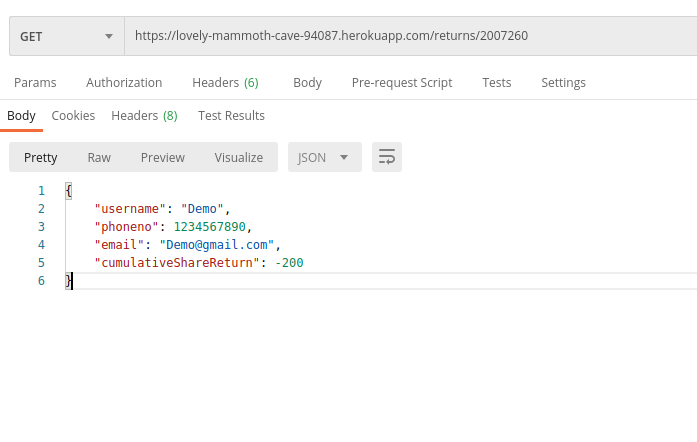 GET https://lovely-mammoth-cave-94087.herokuapp.com/returns/2007260
Params Authorization Headers (6) Body Pre-request Script Tests Settings
Body Cookies Headers (8) Test Results
Pretty Raw Preview Visualize JSON
1 {
2 "username": "Demo",
3 "phoneno": 1234567890,
4 "email": "Demo@gmail.com",
5 "cumulativeShareReturn": -200
6 }